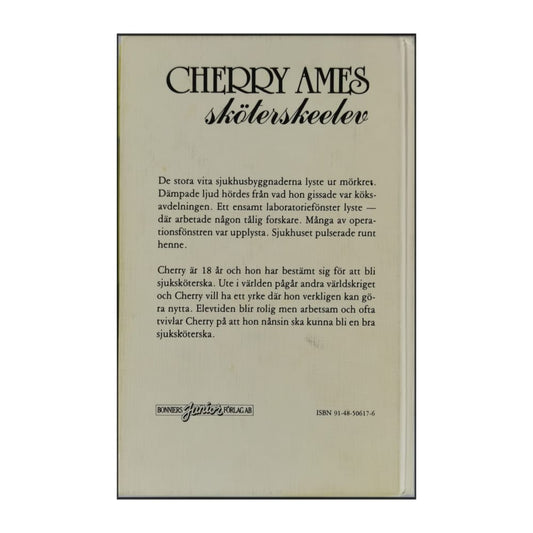 CHERRY AMES
sköterskeelev
De stora vita sjukhusbyggnaderna lyste ur mörkret.
Dämpade ljud hördes från vad hon gissade var köks-
avdelningen. Ett ensamt laboratoriefönster lyste —
där arbetade någon tålig forskare. Många av opera-
tionsfönstren var upplysta. Sjukhuset pulserade runt
henne.
Cherry är 18 år och hon har bestämt sig för att bli
sjuksköterska. Ute i världen pågår andra världskriget
och Cherry vill ha ett yrke där hon verkligen kan gö-
ra nytta. Elevtiden blir rolig men arbetsam och ofta
tvivlar Cherry på att hon nånsin ska kunna bli en bra
sjuksköterska.
BONNIERS Junior FÖRLAG AB
ISBN 91-48-50617-6